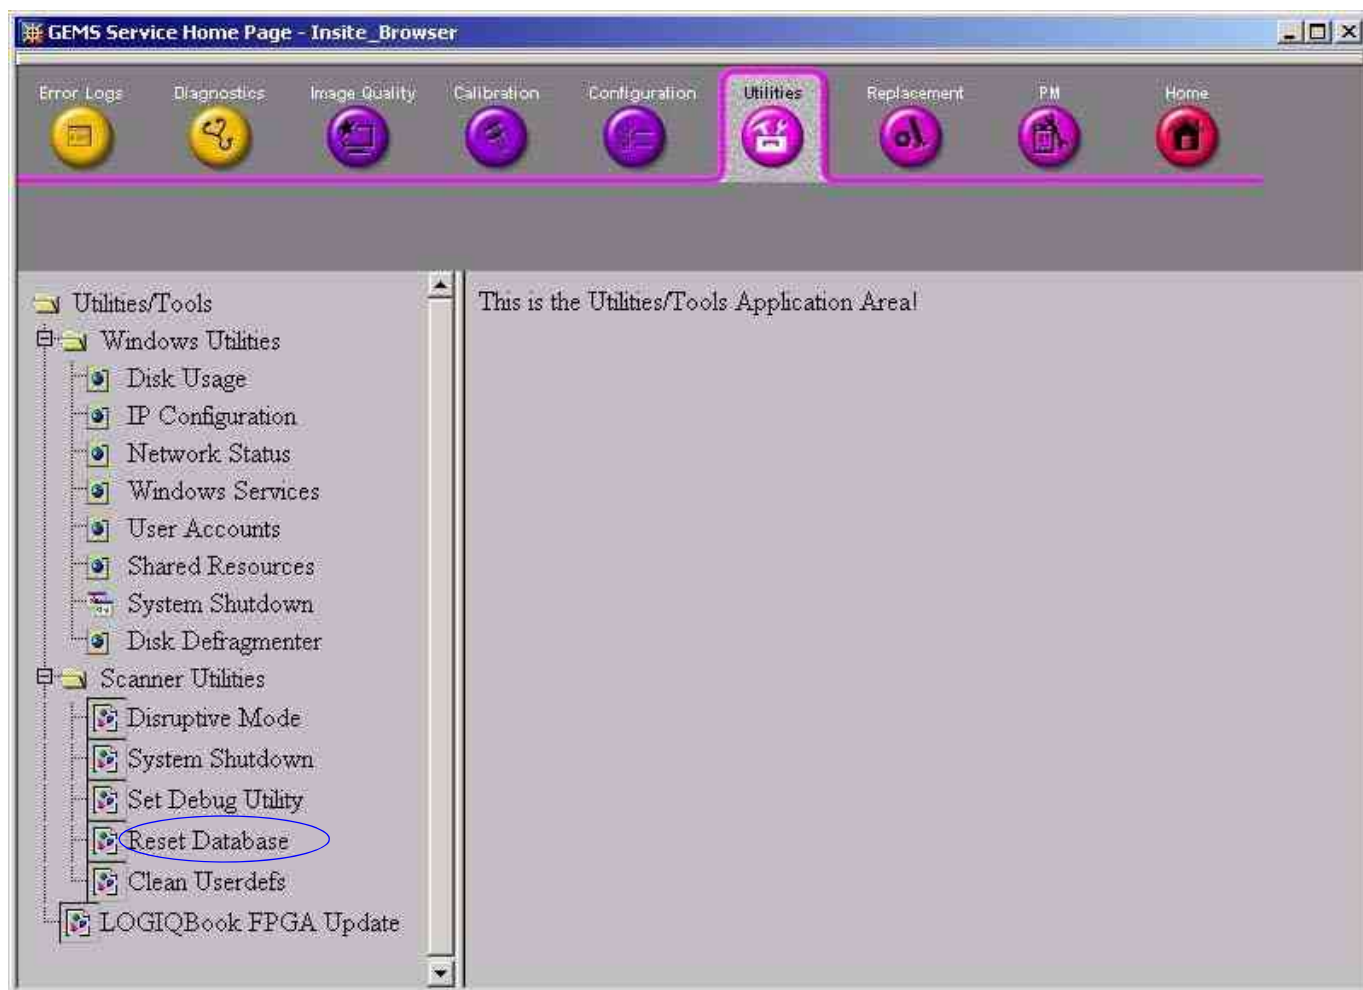 GEMS Service Home Page - Insite_Browser
Error Logs Diagnostics Image Quality Calibration Configuration Utilities Replacement PM Home
Utilities/Tools
Windows Utilities
Disk Usage
IP Configuration
Network Status
Windows Services
User Accounts
Shared Resources
System Shutdown
Disk Defragmenter
Scanner Utilities
Disruptive Mode
System Shutdown
Set Debug Utility
Reset Database
Clean Userdefs
LOGIQBook FPGA Update
This is the Utilities/Tools Application Area!